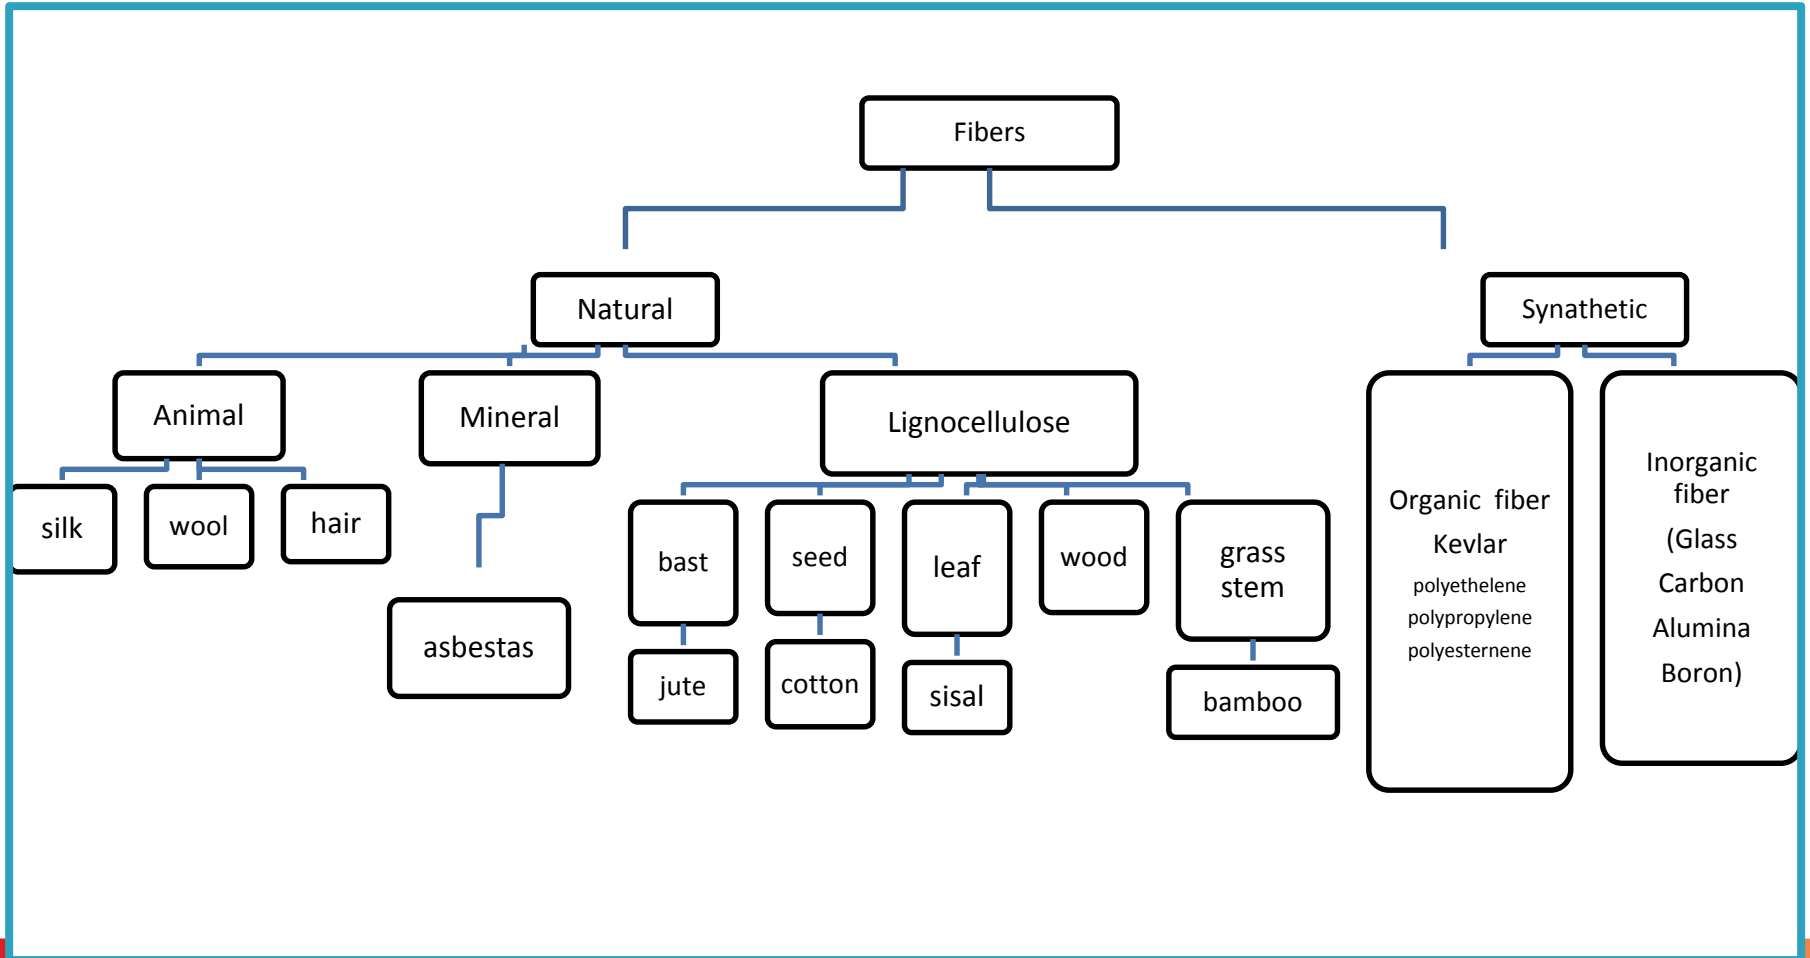 Fibers
Natural
Synathetic
Animal
Mineral
Lignocellulose
silk
wool
hair
asbestas
bast
seed
leaf
wood
grass
stem
jute
cotton
sisal
bamboo
Organic fiber
Kevlar
polyethelene
polypropylene
polyesternene
Inorganic
fiber
(Glass
Carbon
Alumina
Boron)